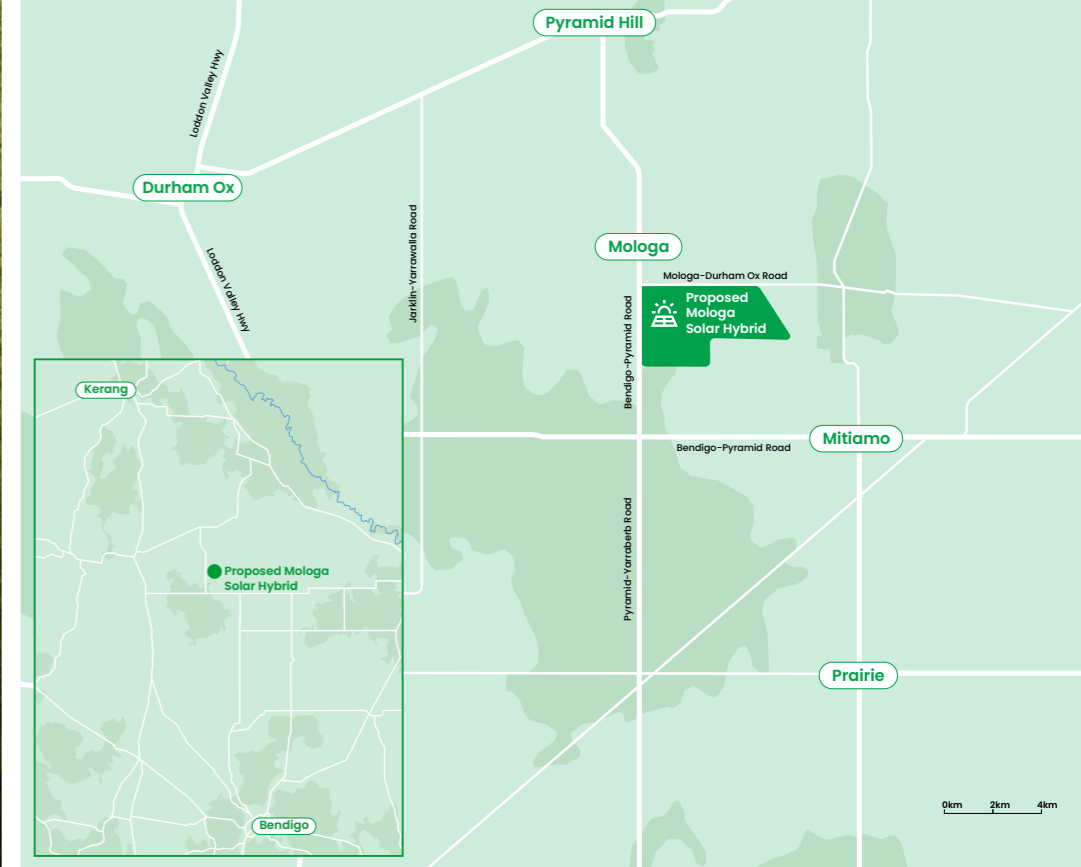 Pyramid Hill
Loddon Valley Hwy
Durham Ox
Jarklin-Yarrawalla Road
Mologa
Loddon Valley Hwy
Mologa-Durham Ox Road
Proposed
Mologa
Solar Hybrid
Bendigo-Pyramid Road
Kerang
Mitiamo
Bendigo-Pyramid Road
Pyramid-Yarraberb Road
Proposed Mologa
Solar Hybrid
Prairie
0km 2km 4km
Bendigo